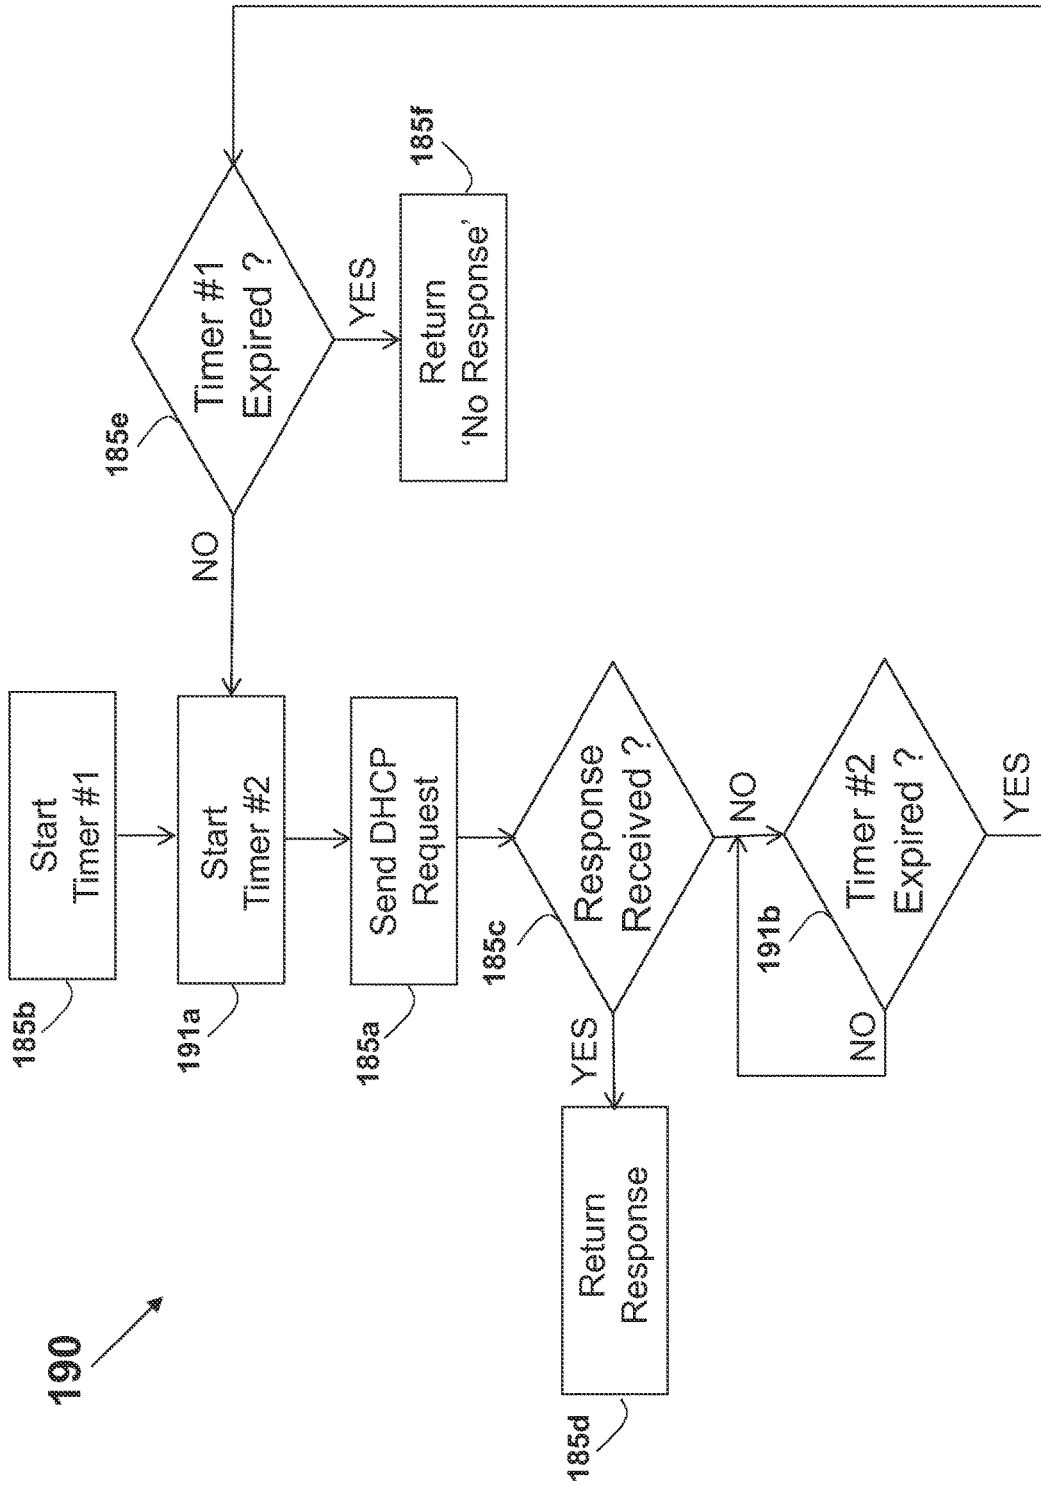 190
185b
Start
Timer #1
191a
Start
Timer #2
185a
Send DHCP
Request
185c
Response
Received ?
YES
NO
185d
Return
Response
191b
Timer #2
Expired ?
NO
YES
185e
Timer #1
Expired ?
NO
YES
185f
Return
‘No Response’